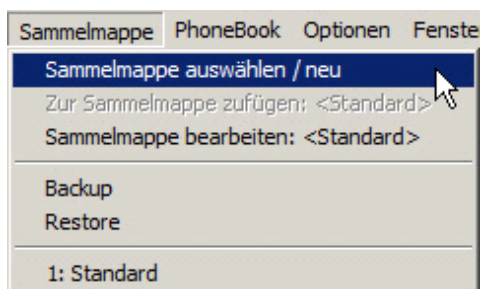 Sammelmappe PhoneBook Optionen Fenste
Sammelmappe auswählen / neu
Zur Sammelmappe zufügen: <Standard>
Sammelmappe bearbeiten: <Standard>
Backup
Restore
1: Standard